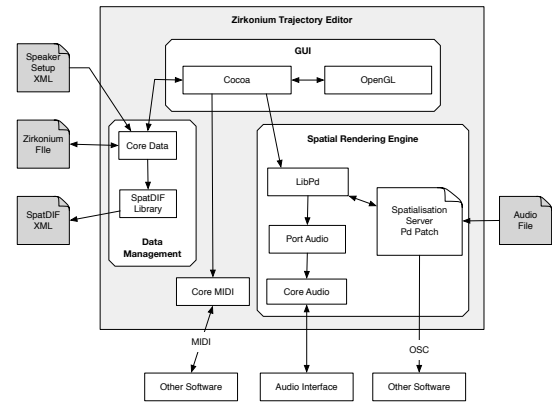 Zirkonium Trajectory Editor
GUI
Cocoa
OpenGL
Speaker
Setup
XML
Zirkonium
FIle
SpatDIF
XML
Core Data
SpatDIF
Library
Data
Management
Spatial Rendering Engine
LibPd
Port Audio
Core Audio
Spatialisation
Server
Pd Patch
Audio
File
Core MIDI
MIDI
OSC
Other Software
Audio Interface
Other Software